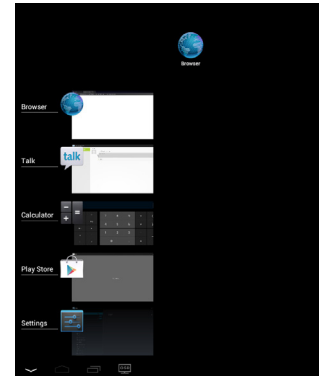 Browser
Browser
Talk
talk
Calculator
Play Store
Settings